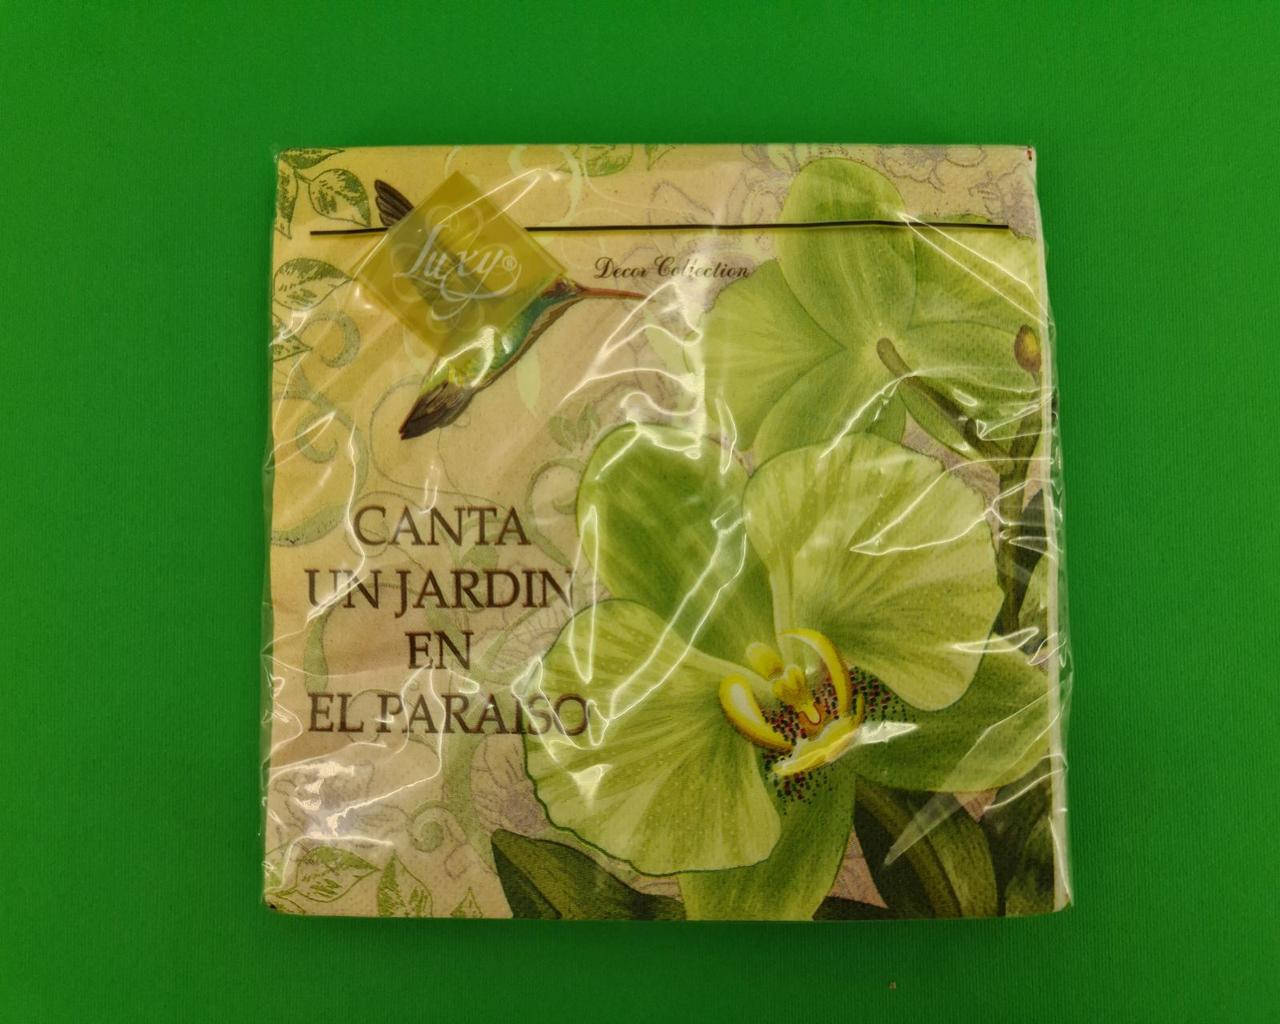 Luxy®
Decor Collection
CANTA
UN JARDIN
EN
EL PARAISO